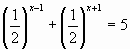 (1/2)^{x−1} + (1/2)^{x+1} = 5